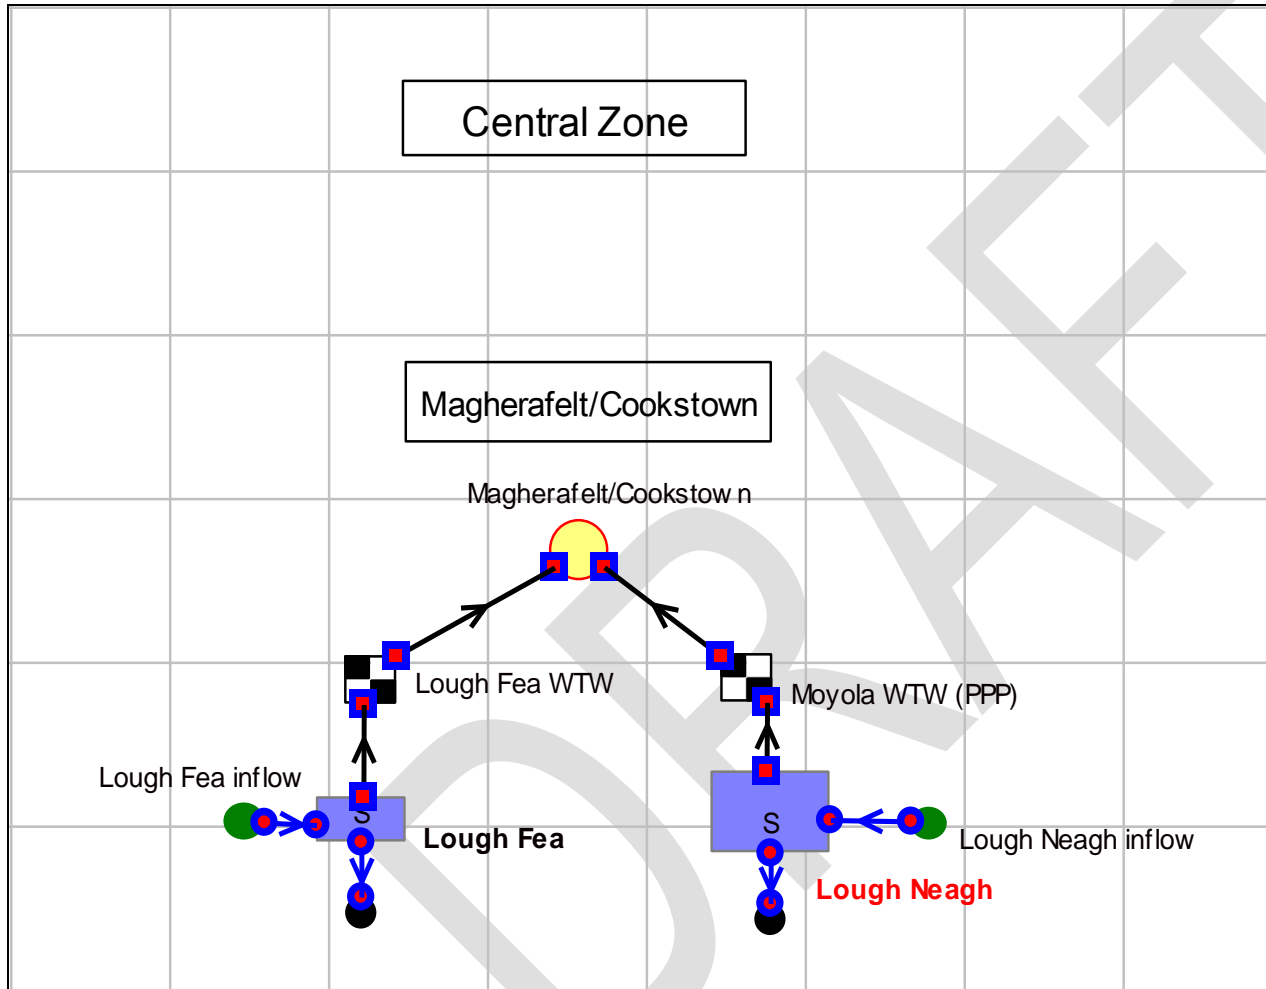 Central Zone
Magherafelt/Cookstown
Magherafelt/Cookstown
Lough Fea WTW
Moyola WTW (PPP)
Lough Fea inflow
S
Lough Fea
S
Lough Neagh inflow
Lough Neagh
DRAFT